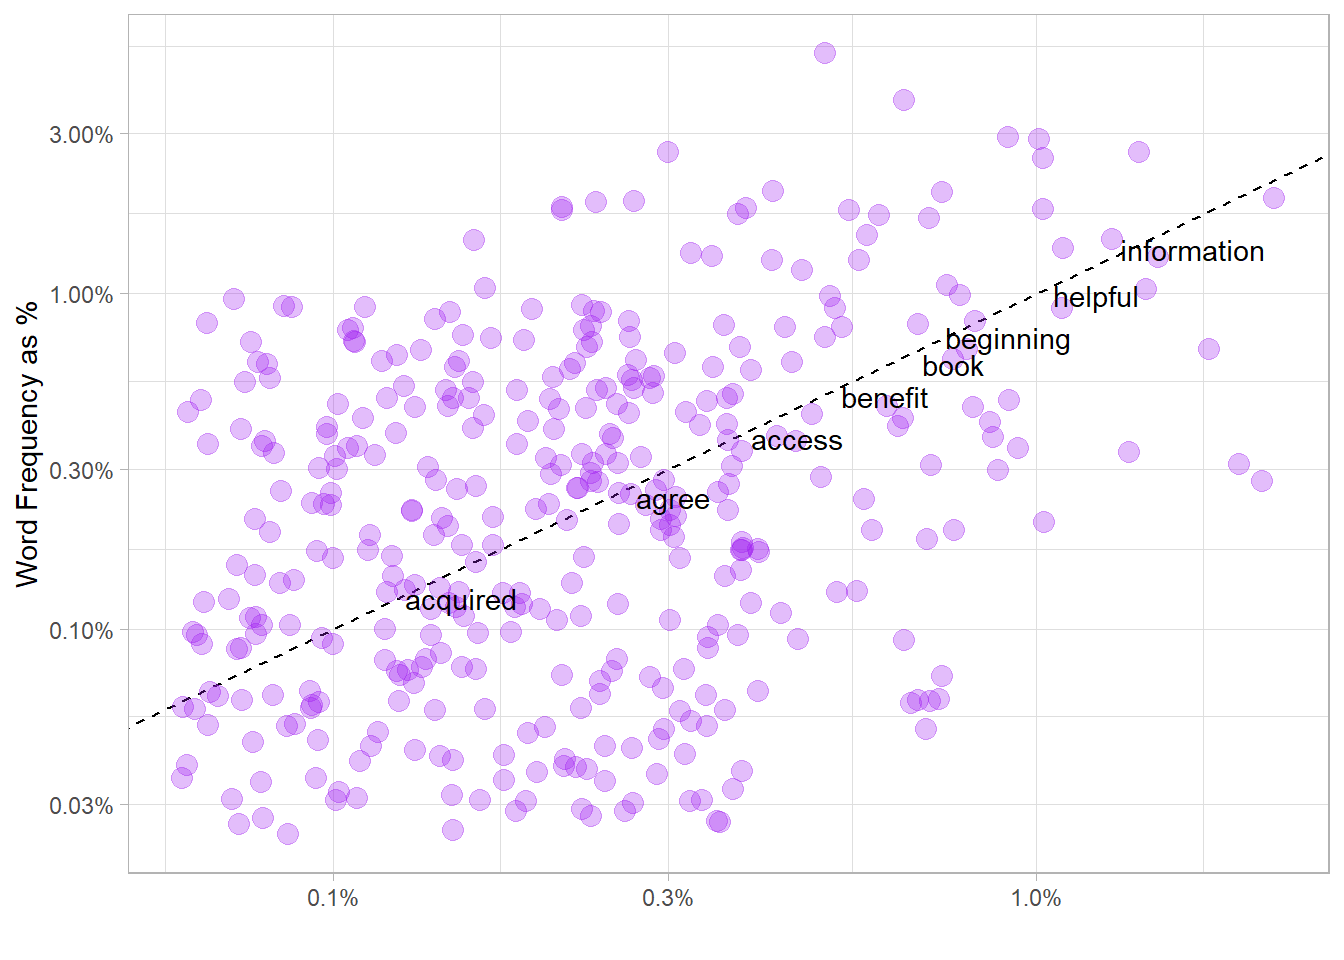 Word Frequency as %
3.00%
1.00%
0.30%
0.10%
0.03%
information
helpful
beginning
book
benefit
access
agree
acquired
0.1%
0.3%
1.0%